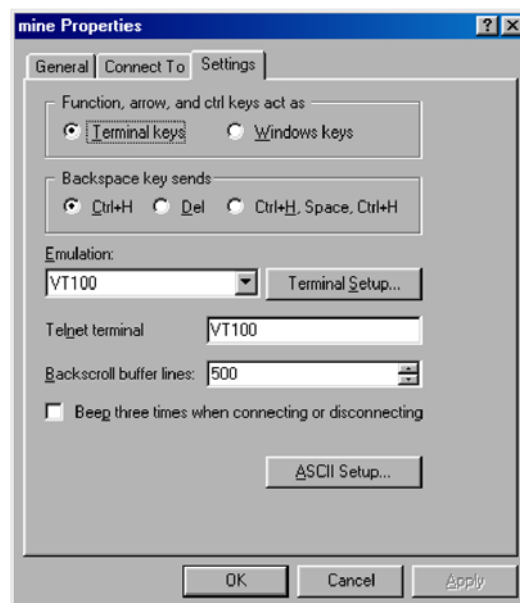 mine Properties
General Connect To Settings
Function, arrow, and ctrl keys act as
Terminal keys Windows keys
Backspace key sends
Ctrl+H Del Ctrl+H, Space, Ctrl+H
Emulation:
VT100 Terminal Setup...
Telnet terminal VT100
Backscroll buffer lines: 500
Beep three times when connecting or disconnecting
ASCII Setup...
OK Cancel Apply